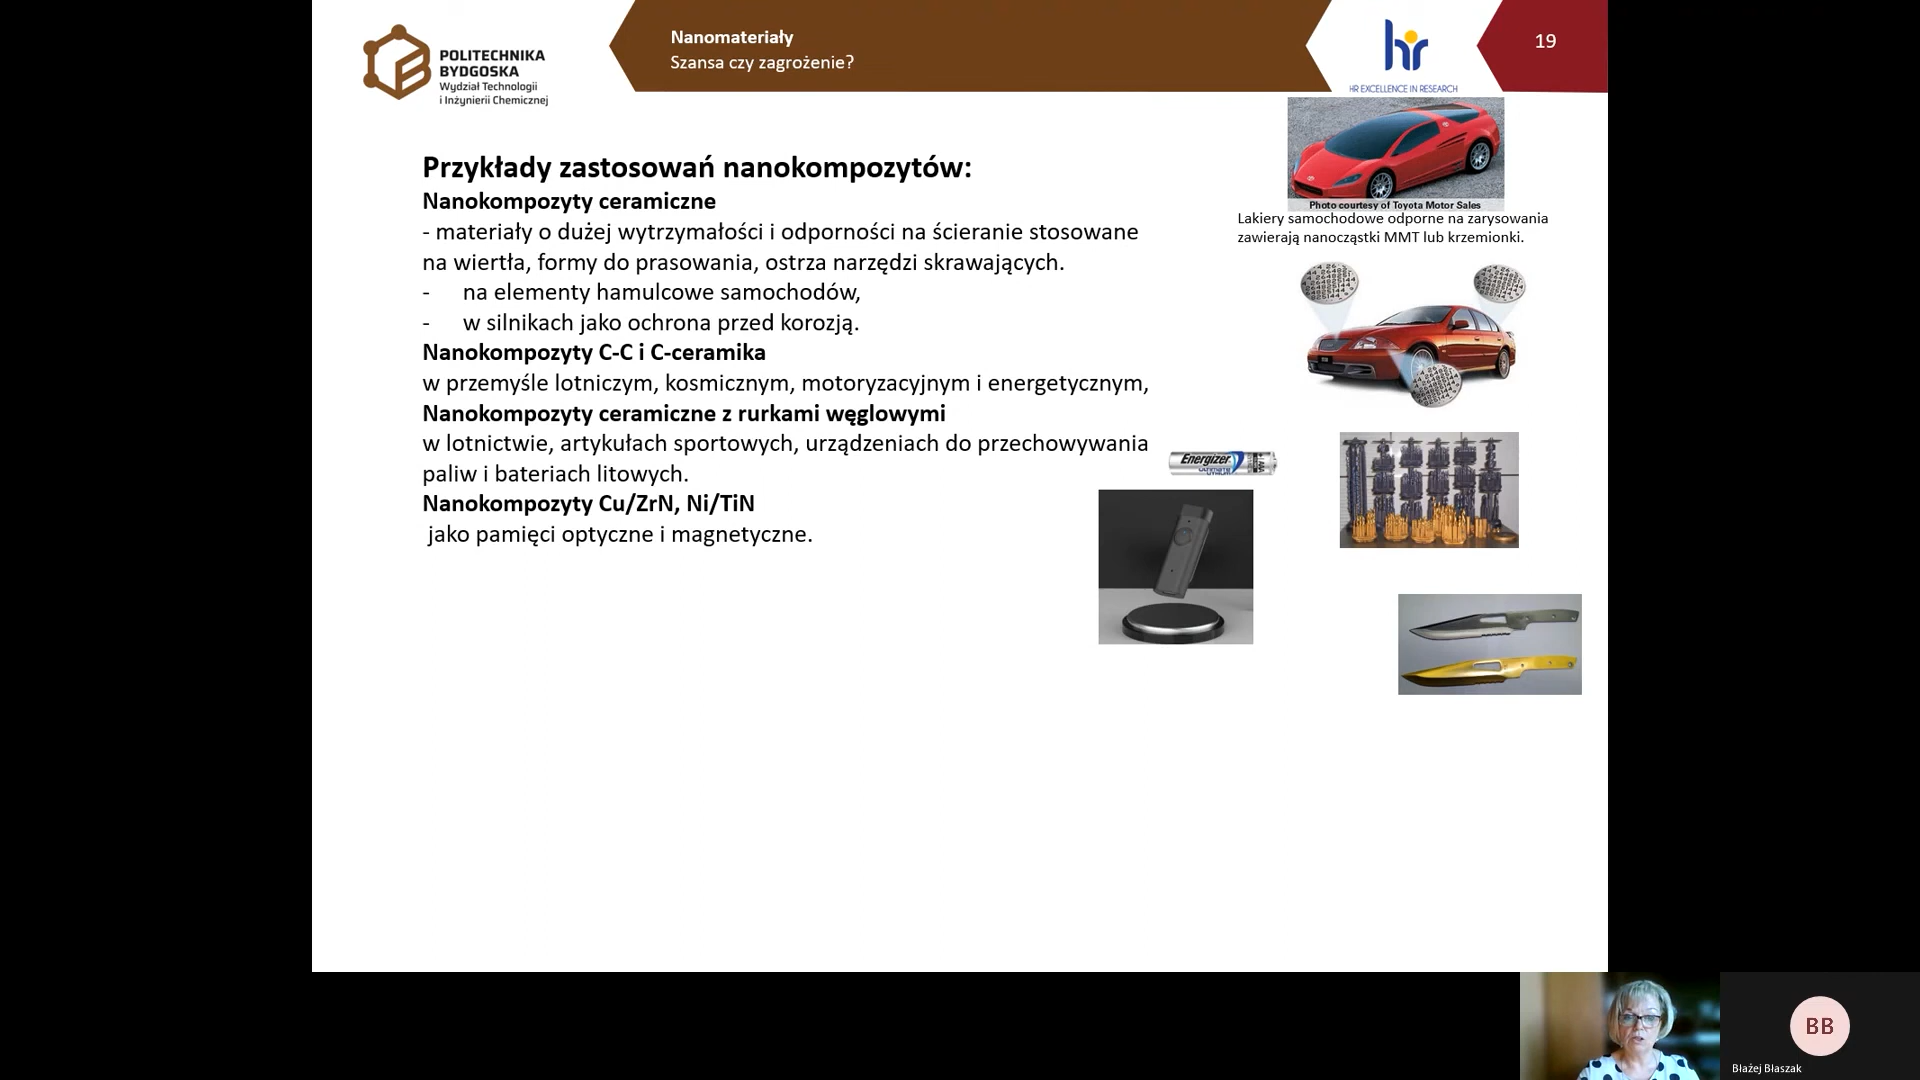 POLITECHNIKA
BYDGOSKA
Wydział Technologii
i Inżynierii Chemicznej
Nanomateriały
Szansa czy zagrożenie?
hr
HR EXCELLENCE IN RESEARCH
19
Przykłady zastosowań nanokompozytów:
Nanokompozyty ceramiczne
- materiały o dużej wytrzymałości i odporności na ścieranie stosowane
na wiertła, formy do prasowania, ostrza narzędzi skrawających.
- na elementy hamulcowe samochodów,
- w silnikach jako ochrona przed korozją.
Nanokompozyty C-C i C-ceramika
w przemyśle lotniczym, kosmicznym, motoryzacyjnym i energetycznym,
Nanokompozyty ceramiczne z rurkami węglowymi
w lotnictwie, artykułach sportowych, urządzeniach do przechowywania
paliw i bateriach litowych.
Nanokompozyty Cu/ZrN, Ni/TiN
jako pamięci optyczne i magnetyczne.
Photo courtesy of Toyota Motor Sales
Lakiery samochodowe odporne na zarysowania
zawierają nanocząstki MMT lub krzemionki.
Energizer
BB
Błażej Błaszak